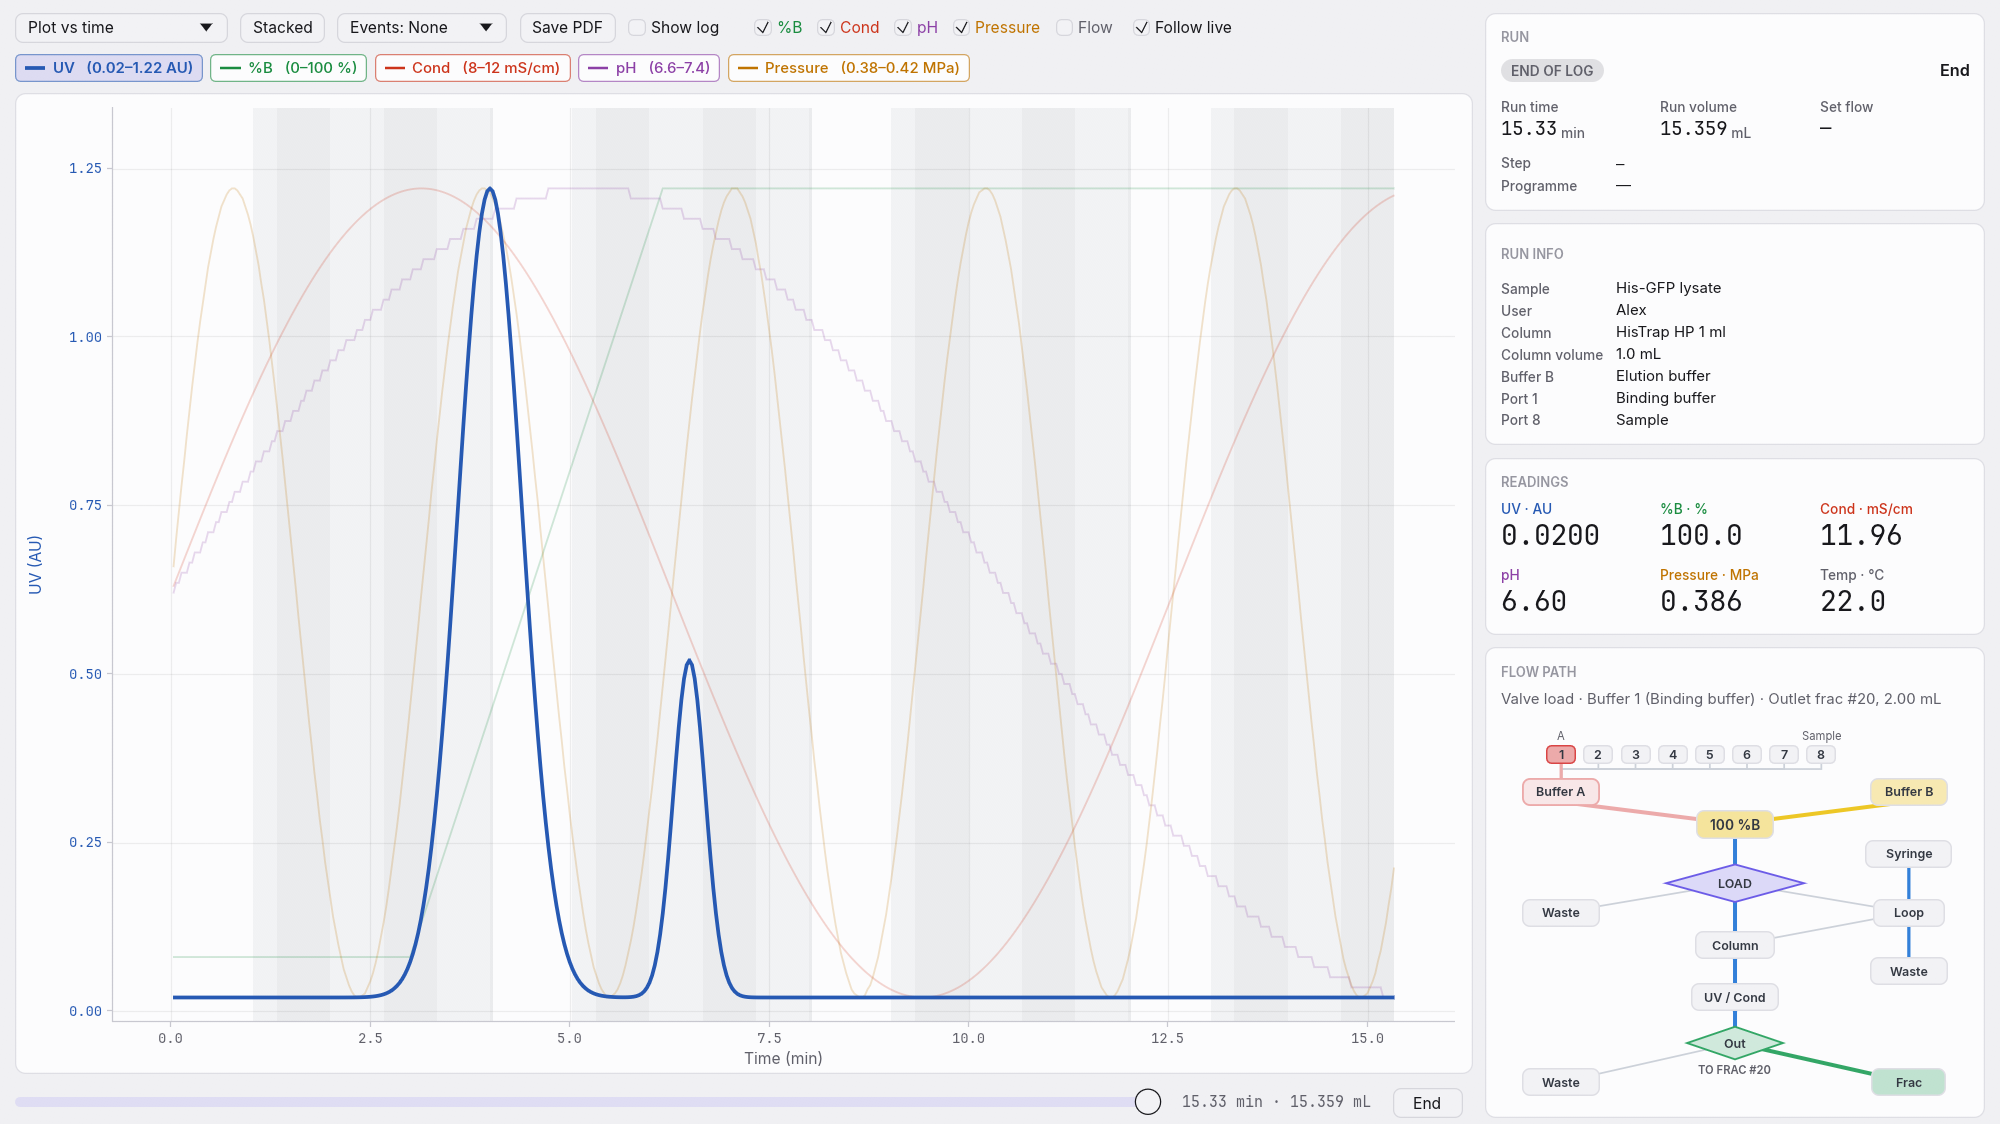 Plot vs time
Stacked
Events: None
Save PDF
Show log
%B
Cond
pH
Pressure
Flow
Follow live
UV (0.02–1.22 AU)
%B (0–100 %)
Cond (8–12 mS/cm)
pH (6.6–7.4)
Pressure (0.38–0.42 MPa)
1.25
1.00
0.75
0.50
0.25
0.00
UV (AU)
0.0 2.5 5.0 7.5 10.0 12.5 15.0
Time (min)
15.33 min · 15.359 mL
End
RUN
END OF LOG
End
Run time Run volume Set flow
15.33 min 15.359 mL –
Step –
Programme —
RUN INFO
Sample His-GFP lysate
User Alex
Column HisTrap HP 1 ml
Column volume 1.0 mL
Buffer B Elution buffer
Port 1 Binding buffer
Port 8 Sample
READINGS
UV · AU %B · % Cond · mS/cm
0.0200 100.0 11.96
pH Pressure · MPa Temp · °C
6.60 0.386 22.0
FLOW PATH
Valve load · Buffer 1 (Binding buffer) · Outlet frac #20, 2.00 mL
A Sample
1 2 3 4 5 6 7 8
Buffer A Buffer B
100 %B
Syringe
LOAD
Waste Loop
Column
Waste
UV / Cond
Out
TO FRAC #20
Waste Frac